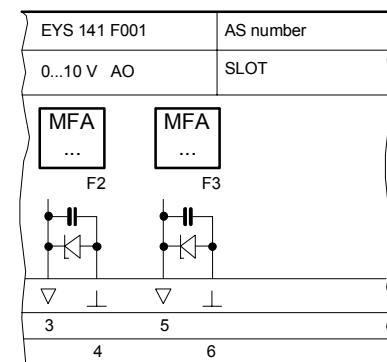 EYS 141 F001 AS number
0...10 V AO SLOT
MFA MFA
... ...
F2 F3
3 5
4 6